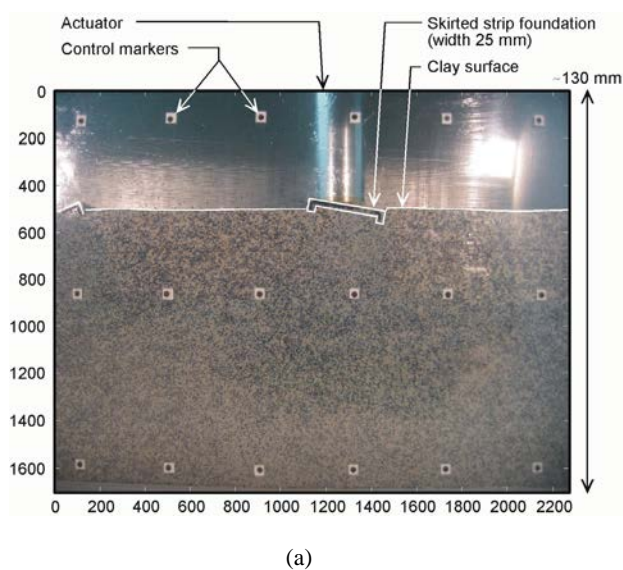 Actuator
Control markers
Skirted strip foundation
(width 25 mm)
Clay surface
~130 mm
0
200
400
600
800
1000
1200
1400
1600
0 200 400 600 800 1000 1200 1400 1600 1800 2000 2200
(a)